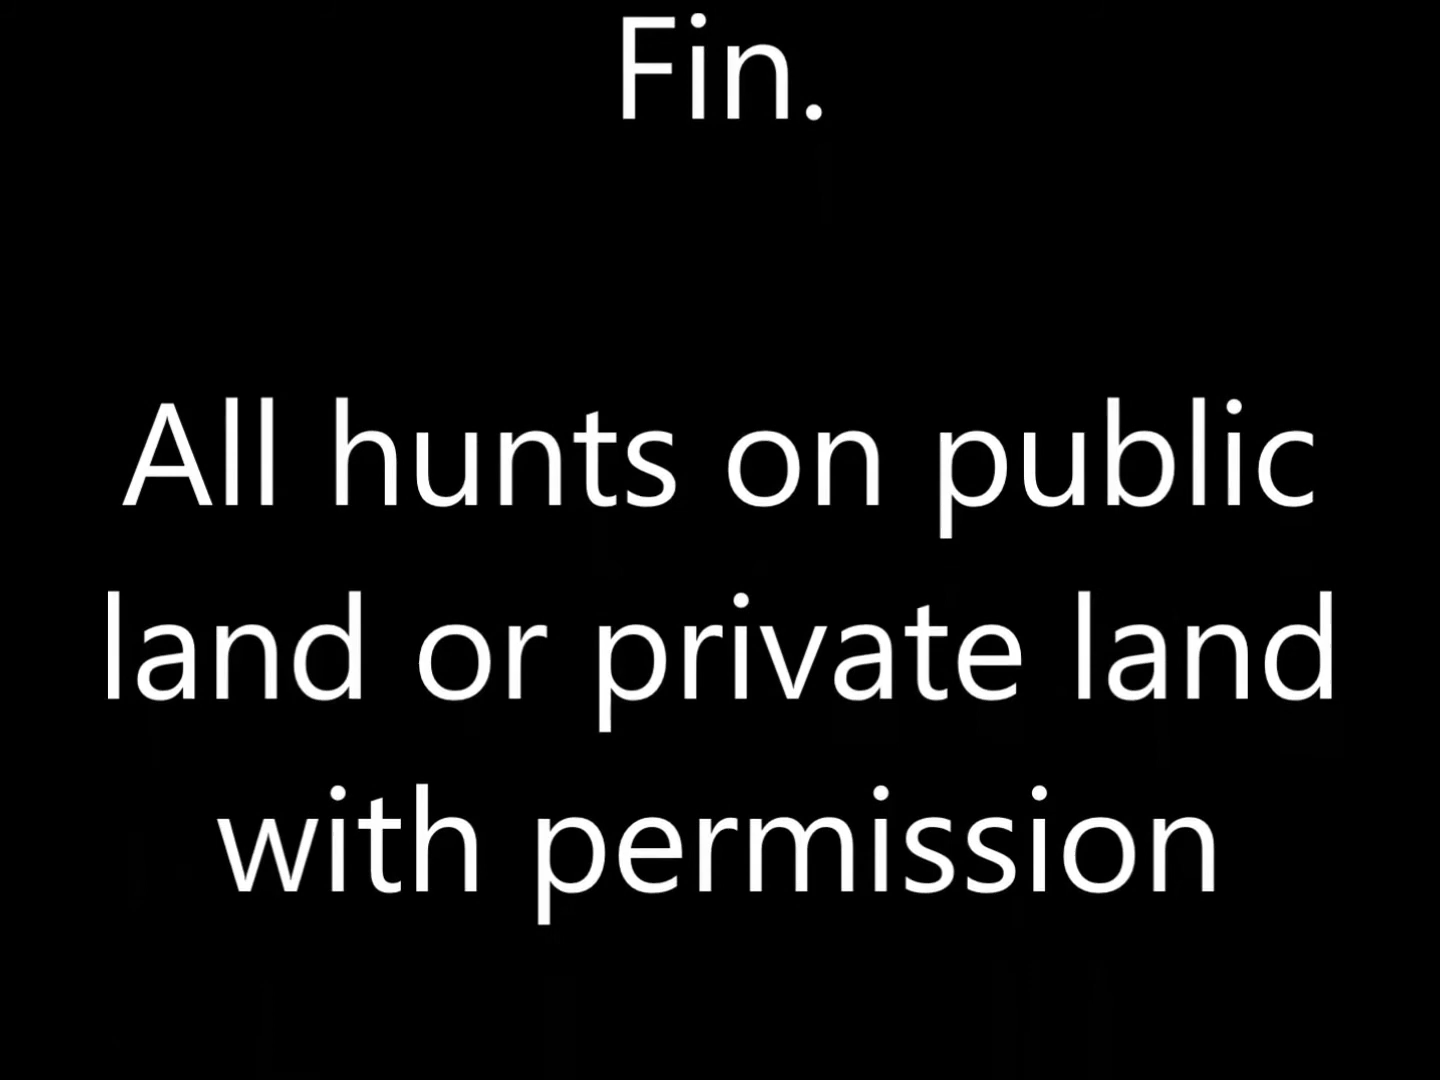 Fin.
All hunts on public
land or private land
with permission